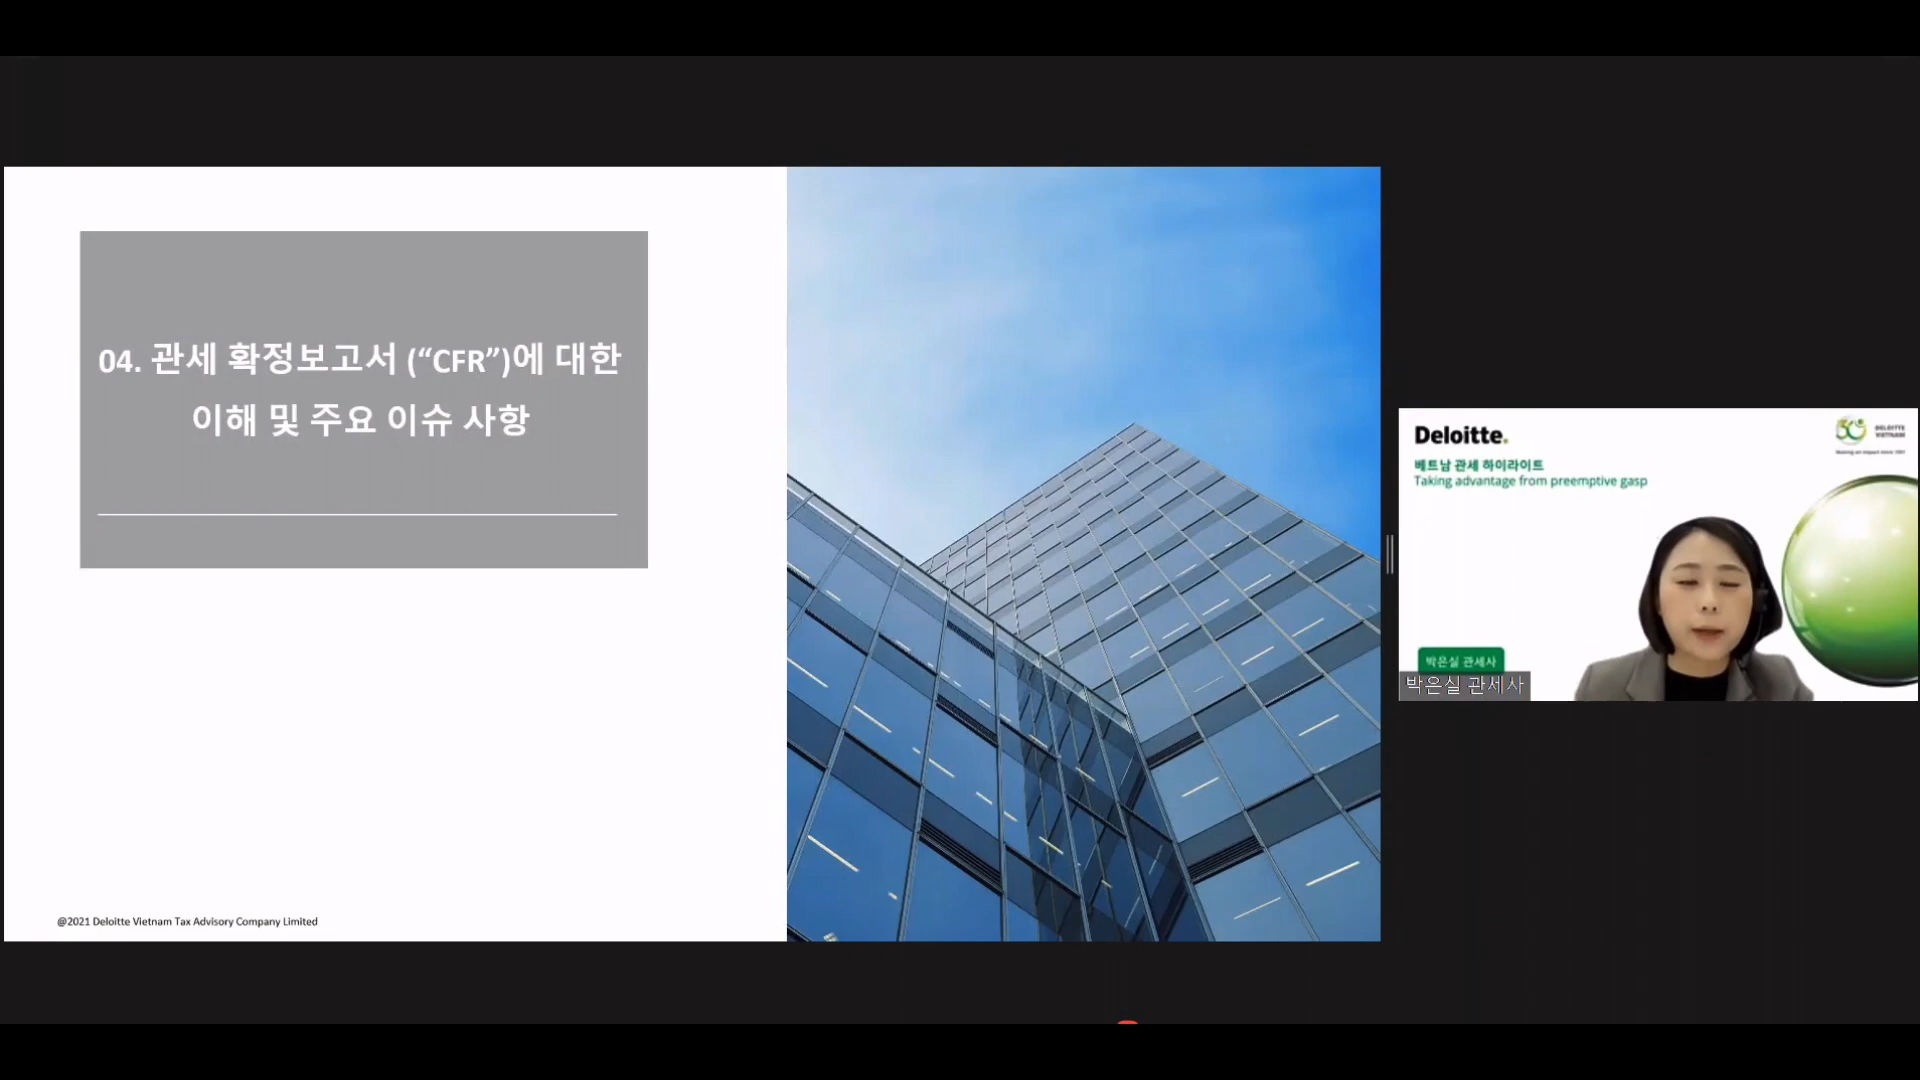 04. 관세 확정보고서 (“CFR”)에 대한
이해 및 주요 이슈 사항
@2021 Deloitte Vietnam Tax Advisory Company Limited
Deloitte.
DELOITTE
VIETNAM
베트남 관세 하이라이트
Taking advantage from preemptive gasp
박은실 관세사
박은실 관세사